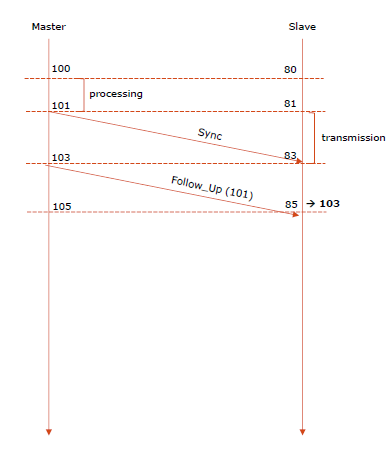 Master Slave
100 80
processing
101 81
Sync
transmission
103 83
Follow_Up (101)
105 85 → 103